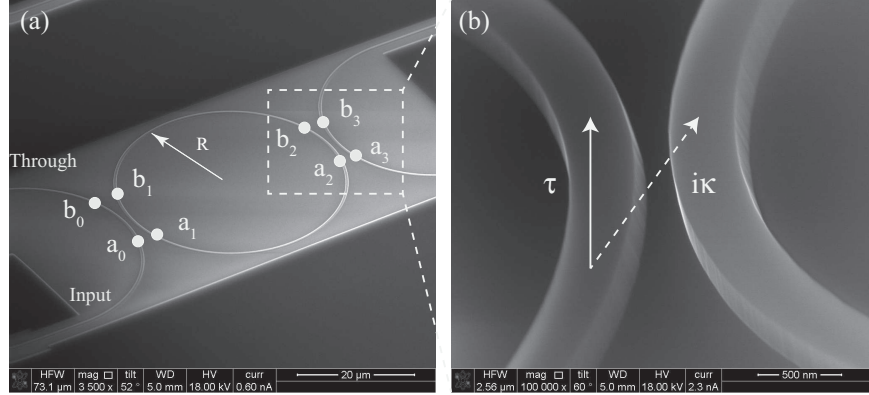 (a)
R
b₃
b₂
a₃
a₂
Through
b₁
b₀
a₁
a₀
Input
HFW mag □ tilt WD HV curr
73.1 µm 3 500 x 52° 5.0 mm 18.00 kV 0.60 nA
20 µm
(b)
τ
iκ
HFW mag □ tilt WD HV curr
2.56 µm 100 000 x 60° 5.0 mm 18.00 kV 2.3 nA
500 nm